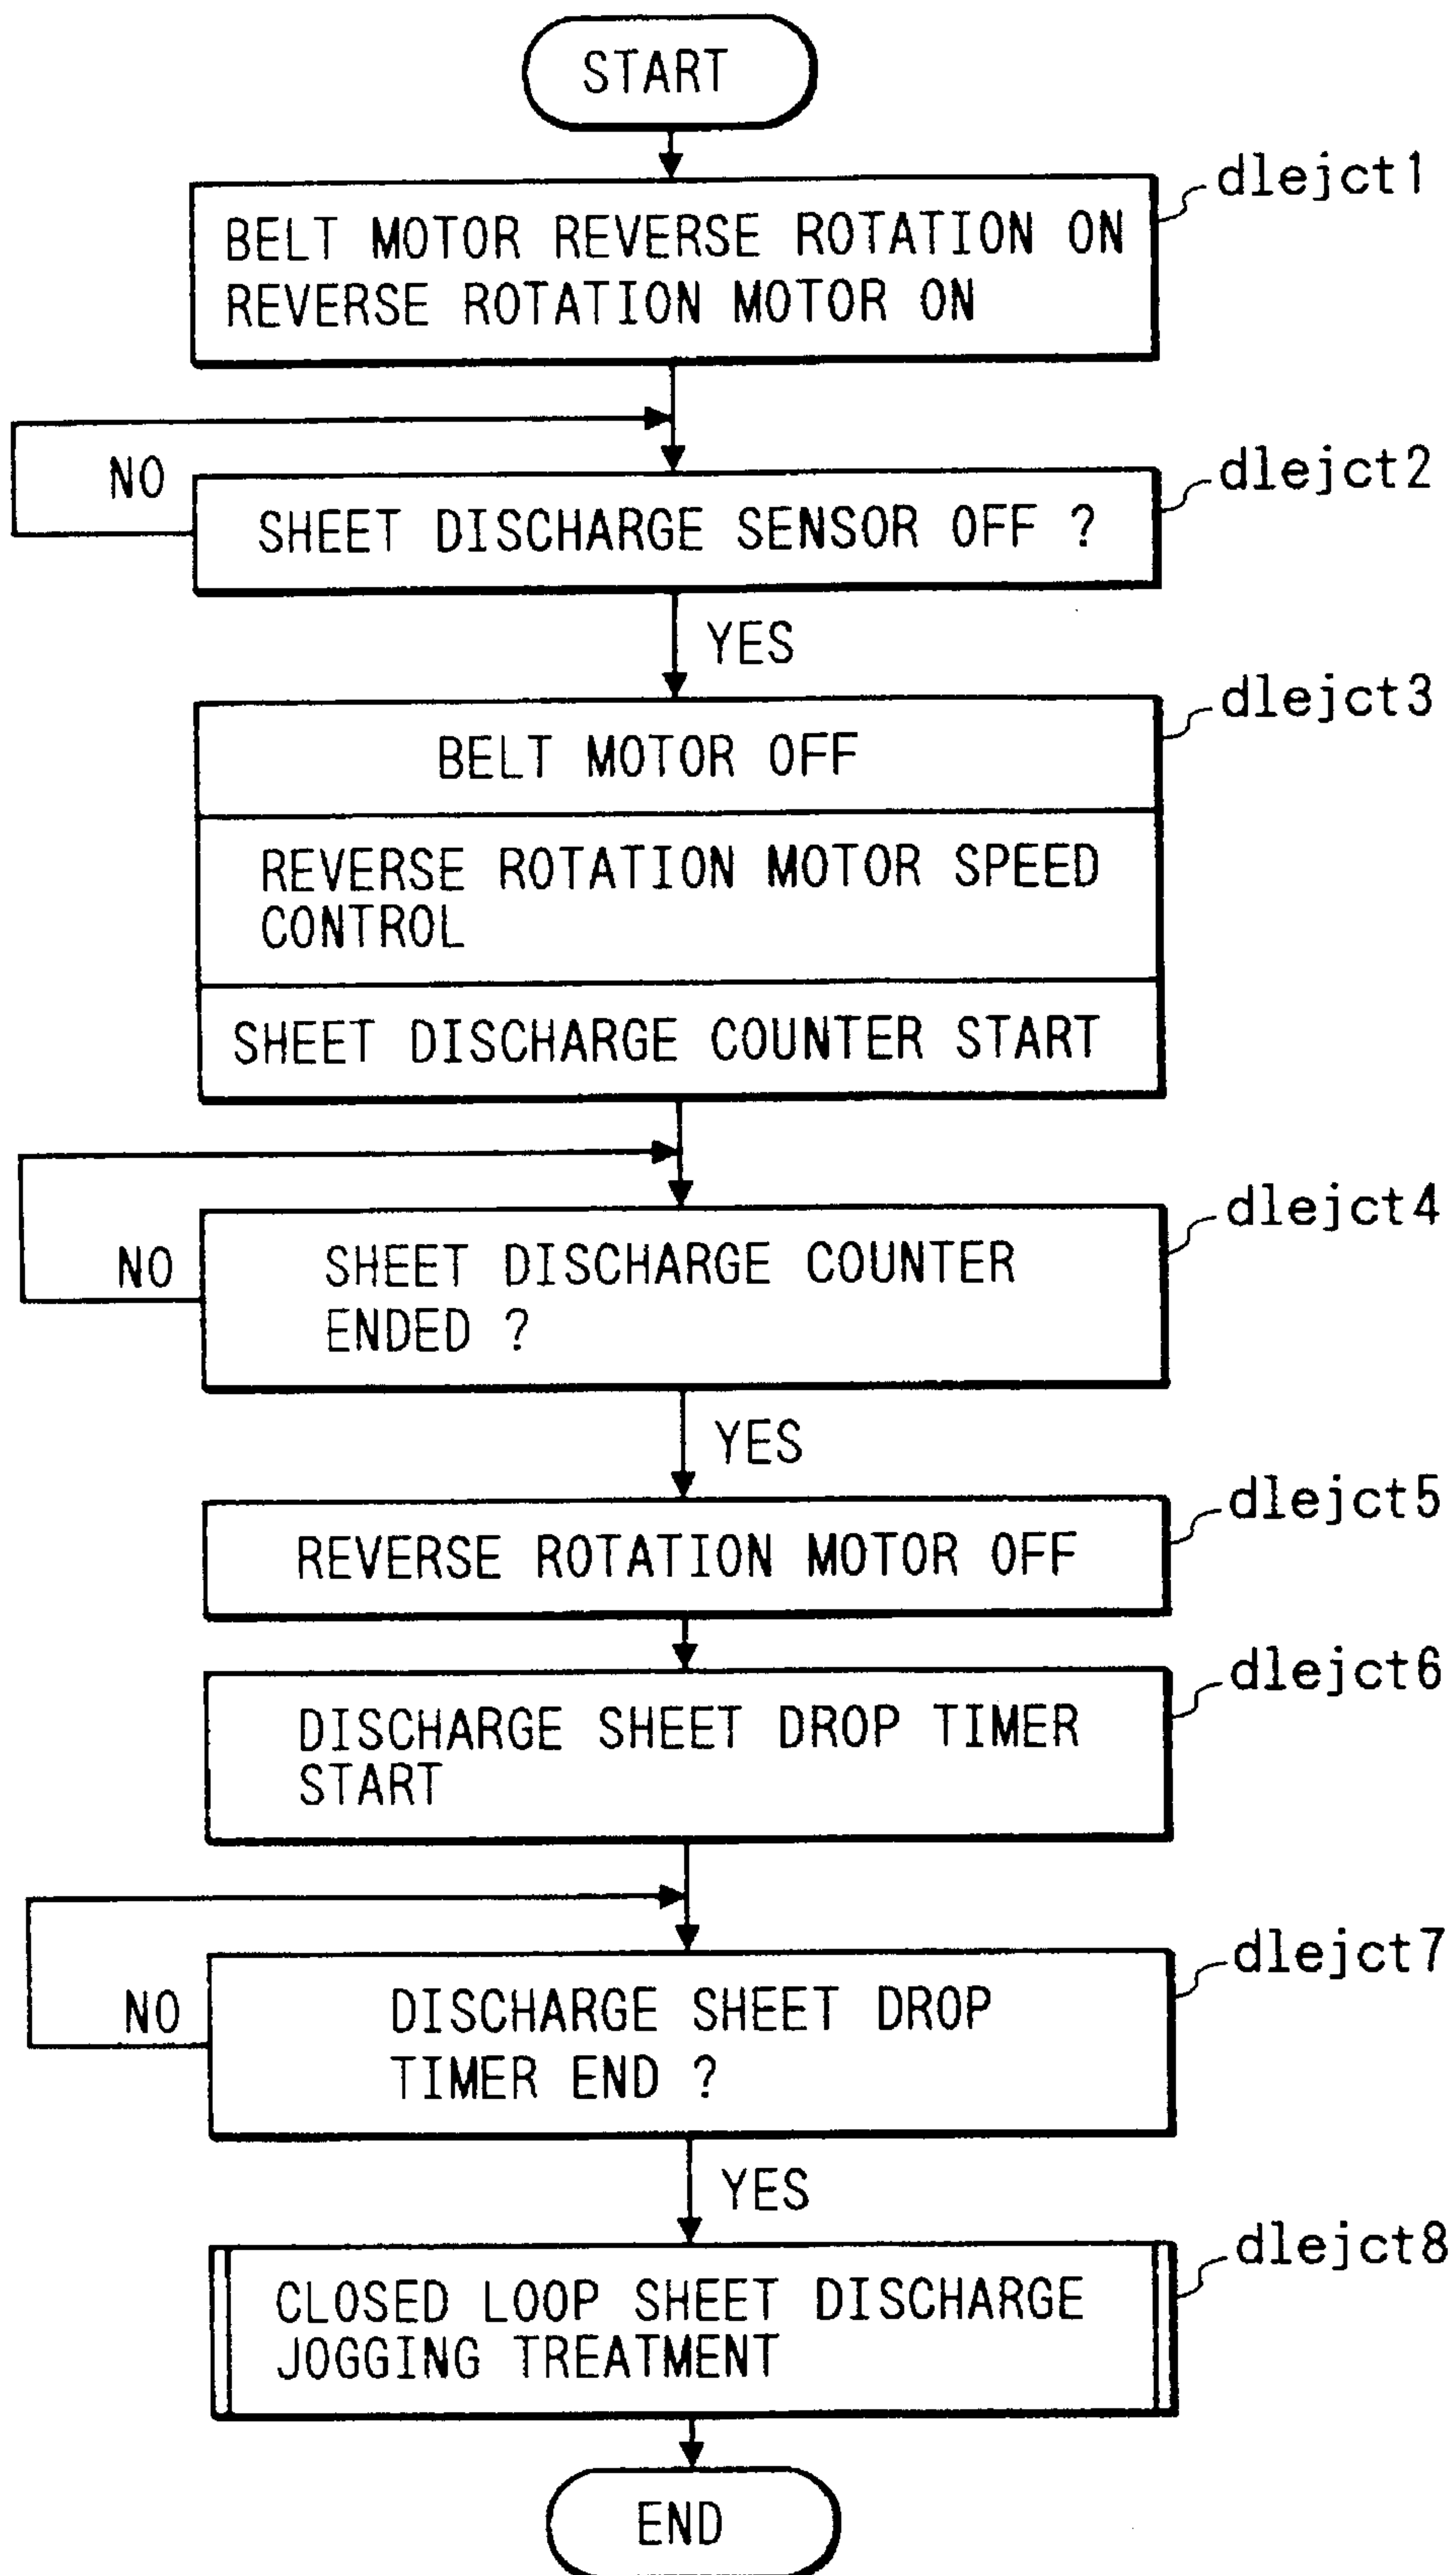 START
dlejct1
BELT MOTOR REVERSE ROTATION ON
REVERSE ROTATION MOTOR ON
dlejct2
NO
SHEET DISCHARGE SENSOR OFF ?
YES
dlejct3
BELT MOTOR OFF
REVERSE ROTATION MOTOR SPEED
CONTROL
SHEET DISCHARGE COUNTER START
dlejct4
NO
SHEET DISCHARGE COUNTER
ENDED ?
YES
dlejct5
REVERSE ROTATION MOTOR OFF
dlejct6
DISCHARGE SHEET DROP TIMER
START
dlejct7
NO
DISCHARGE SHEET DROP
TIMER END ?
YES
dlejct8
CLOSED LOOP SHEET DISCHARGE
JOGGING TREATMENT
END